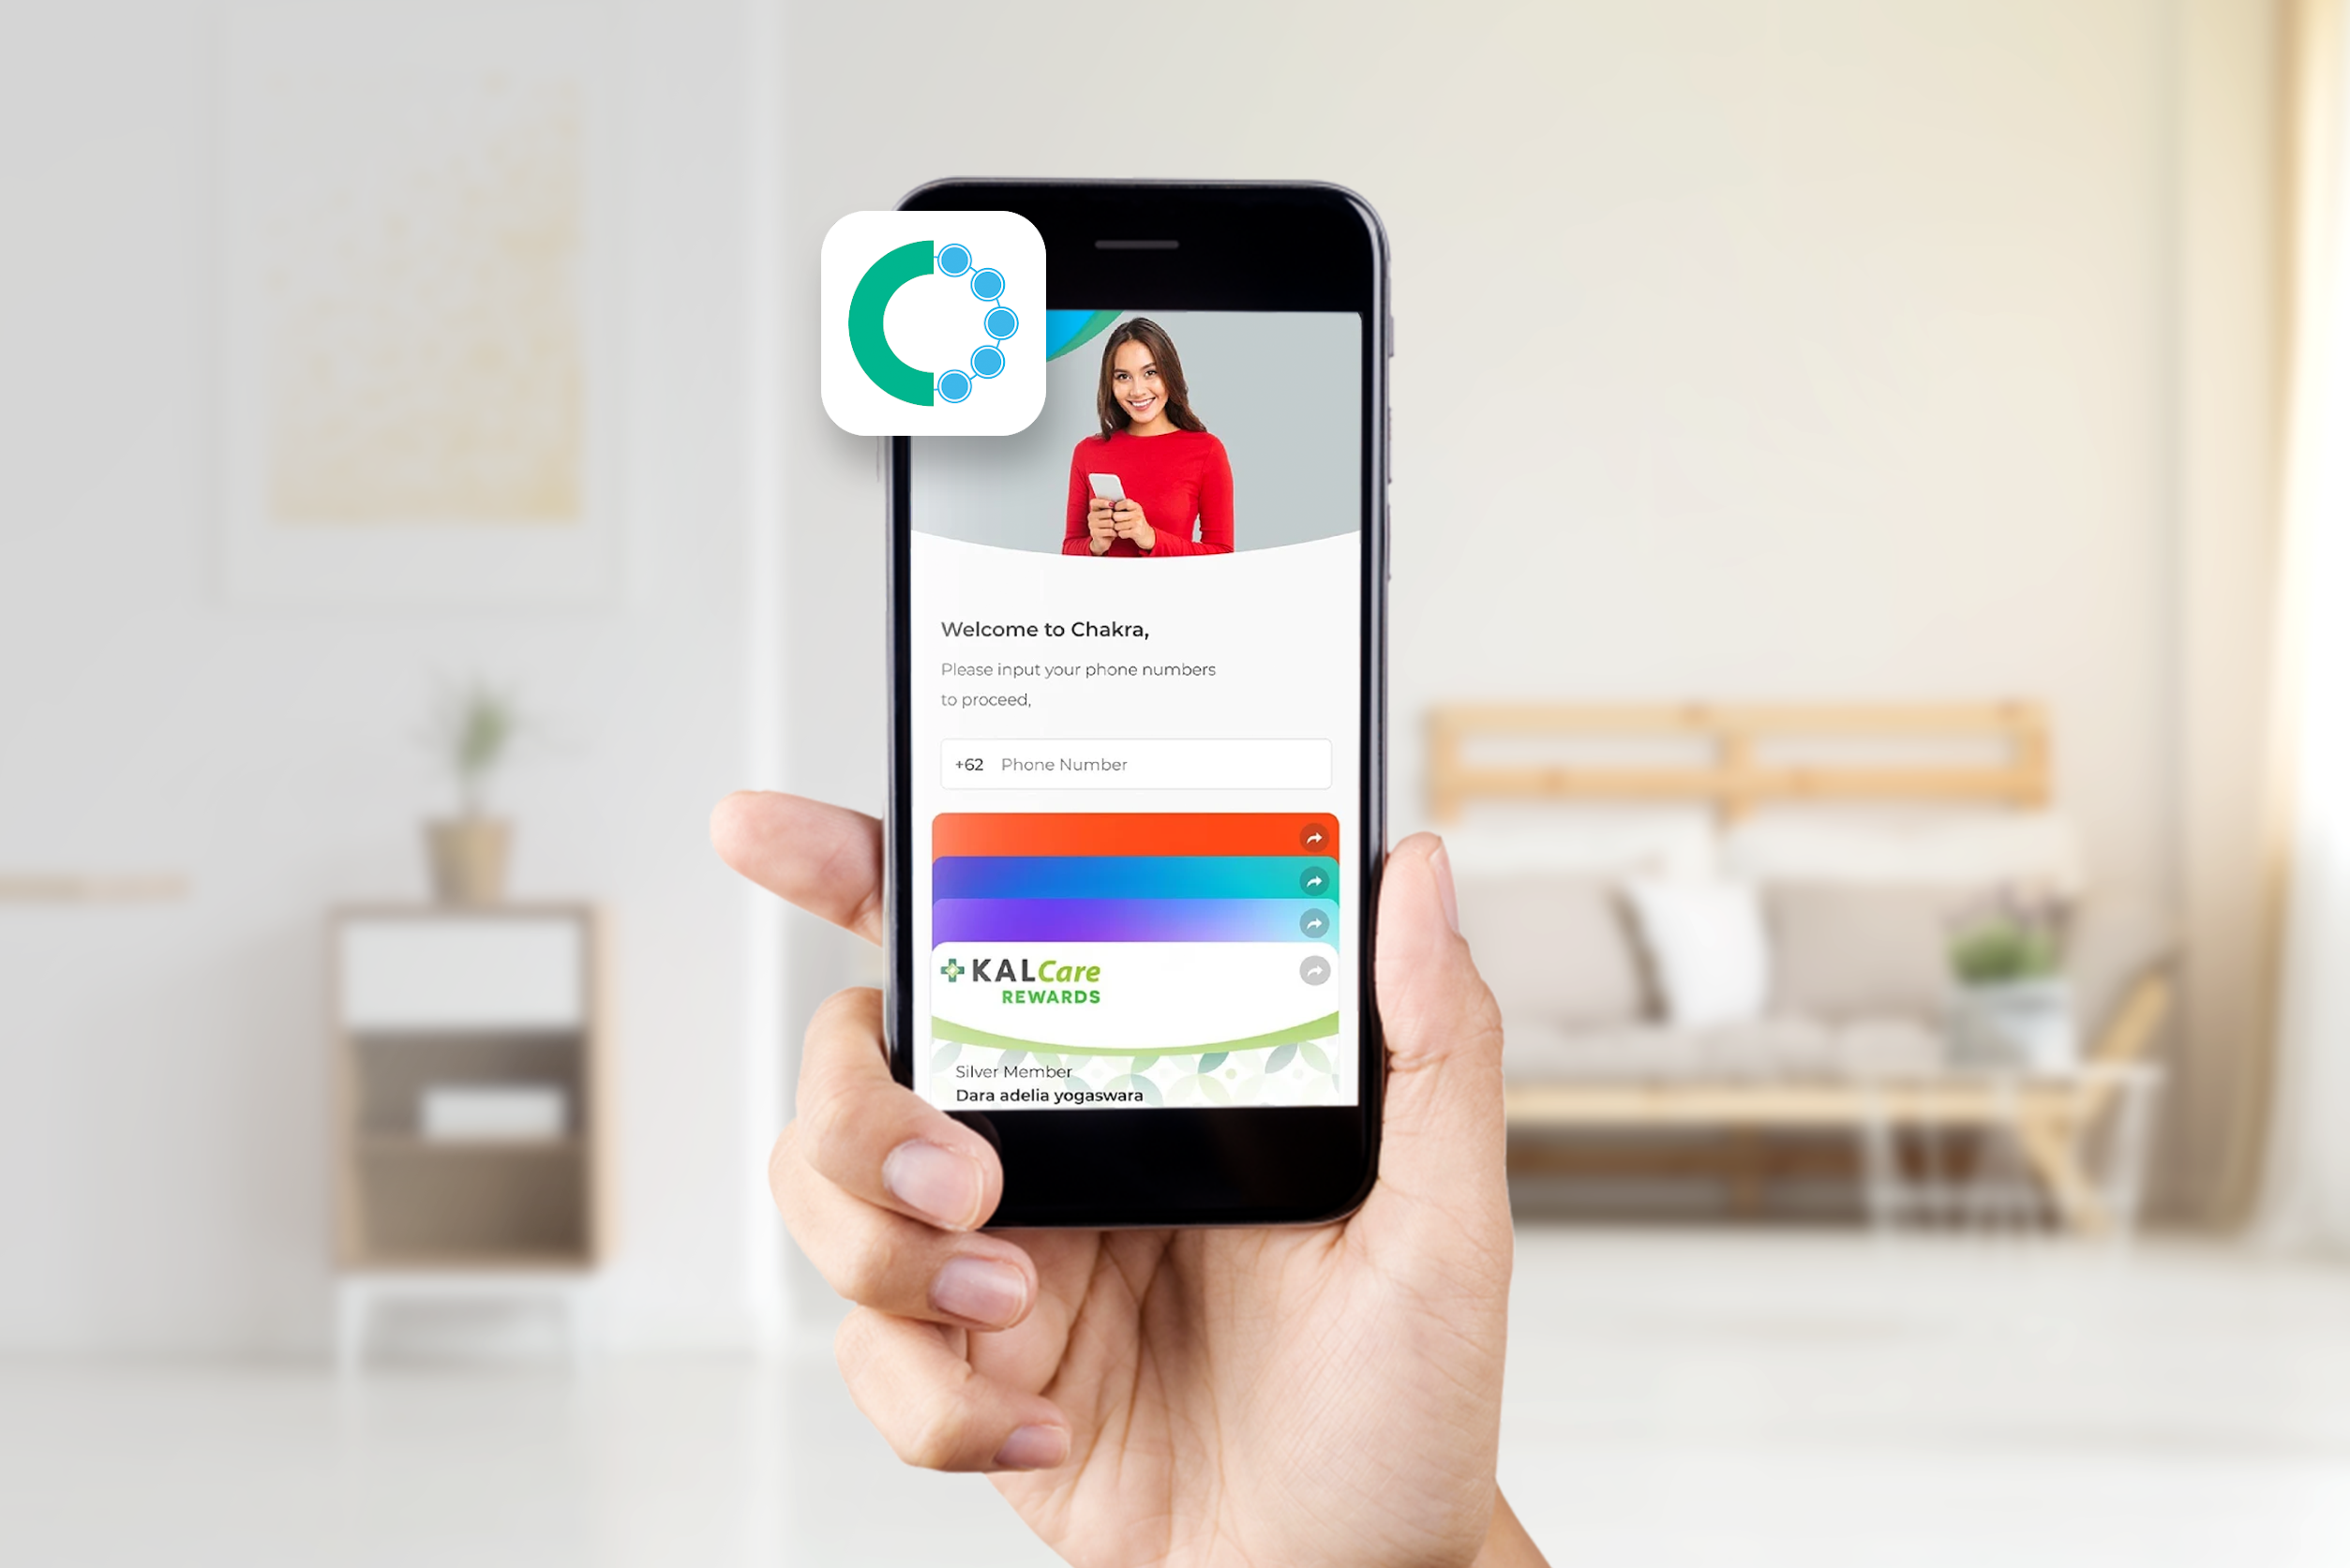 Welcome to Chakra,
Please input your phone numbers
to proceed,
+62 Phone Number
KALCare
REWARDS
Silver Member
Dara adelia yogaswara